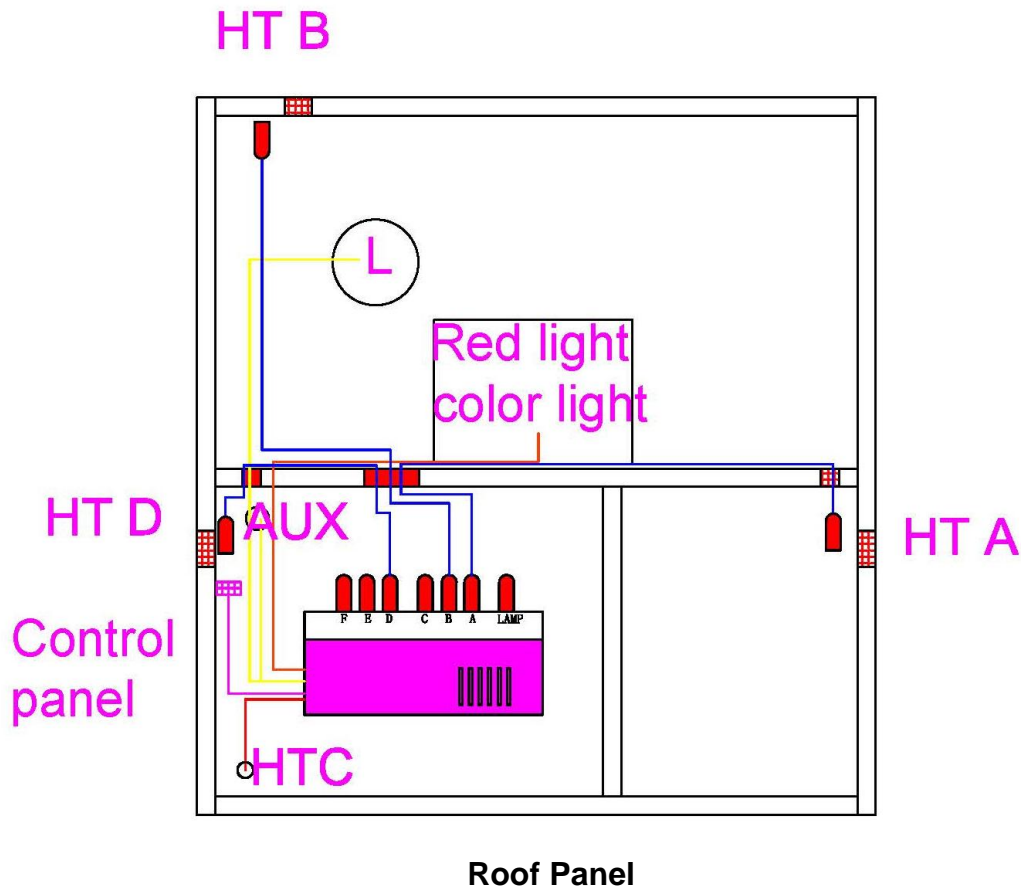 HT B
L
Red light
color light
HT D
AUX
HT A
F E D C B A LAMP
Control
panel
HTC
Roof Panel